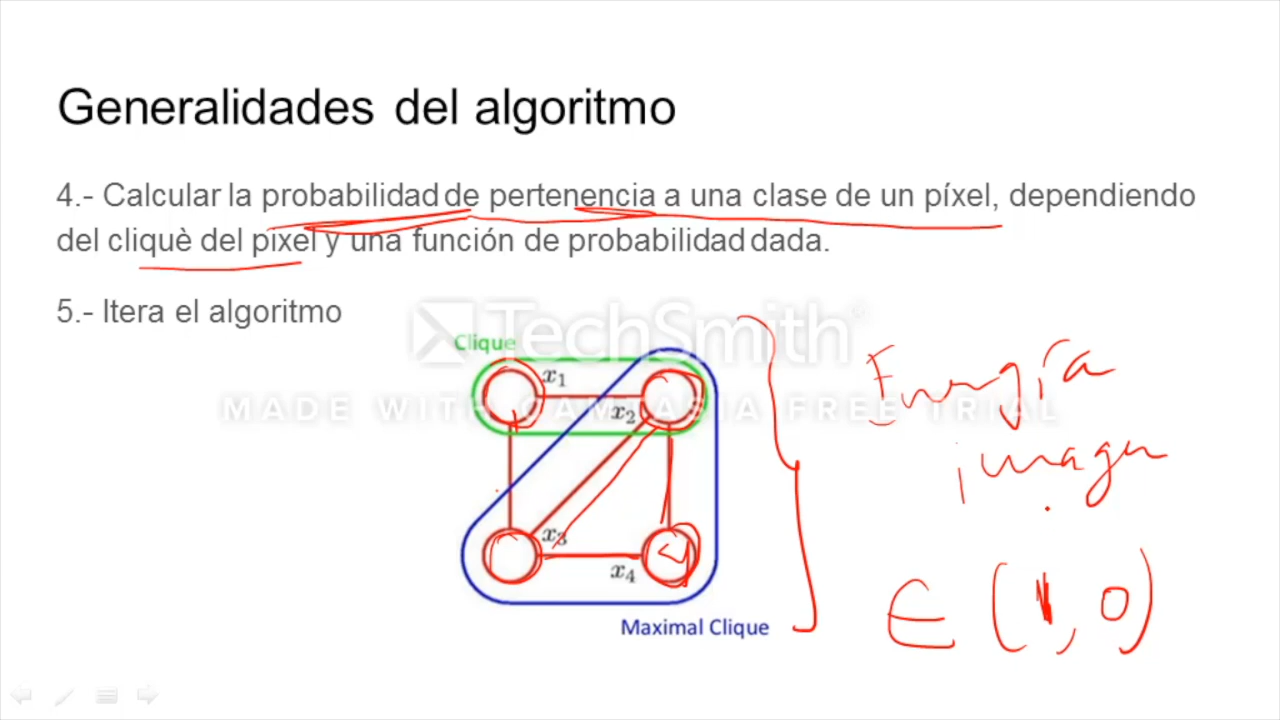 Generalidades del algoritmo
4.- Calcular la probabilidad de pertenencia a una clase de un píxel, dependiendo
del cliquè del pixel y una función de probabilidad dada.
5.- Itera el algoritmo
TechSmith
MADE WITH CAMTASIA FREE TRIAL
Clique
x1
x2
x3
x4
Maximal Clique
Energía
imagen
∈ (1, 0)